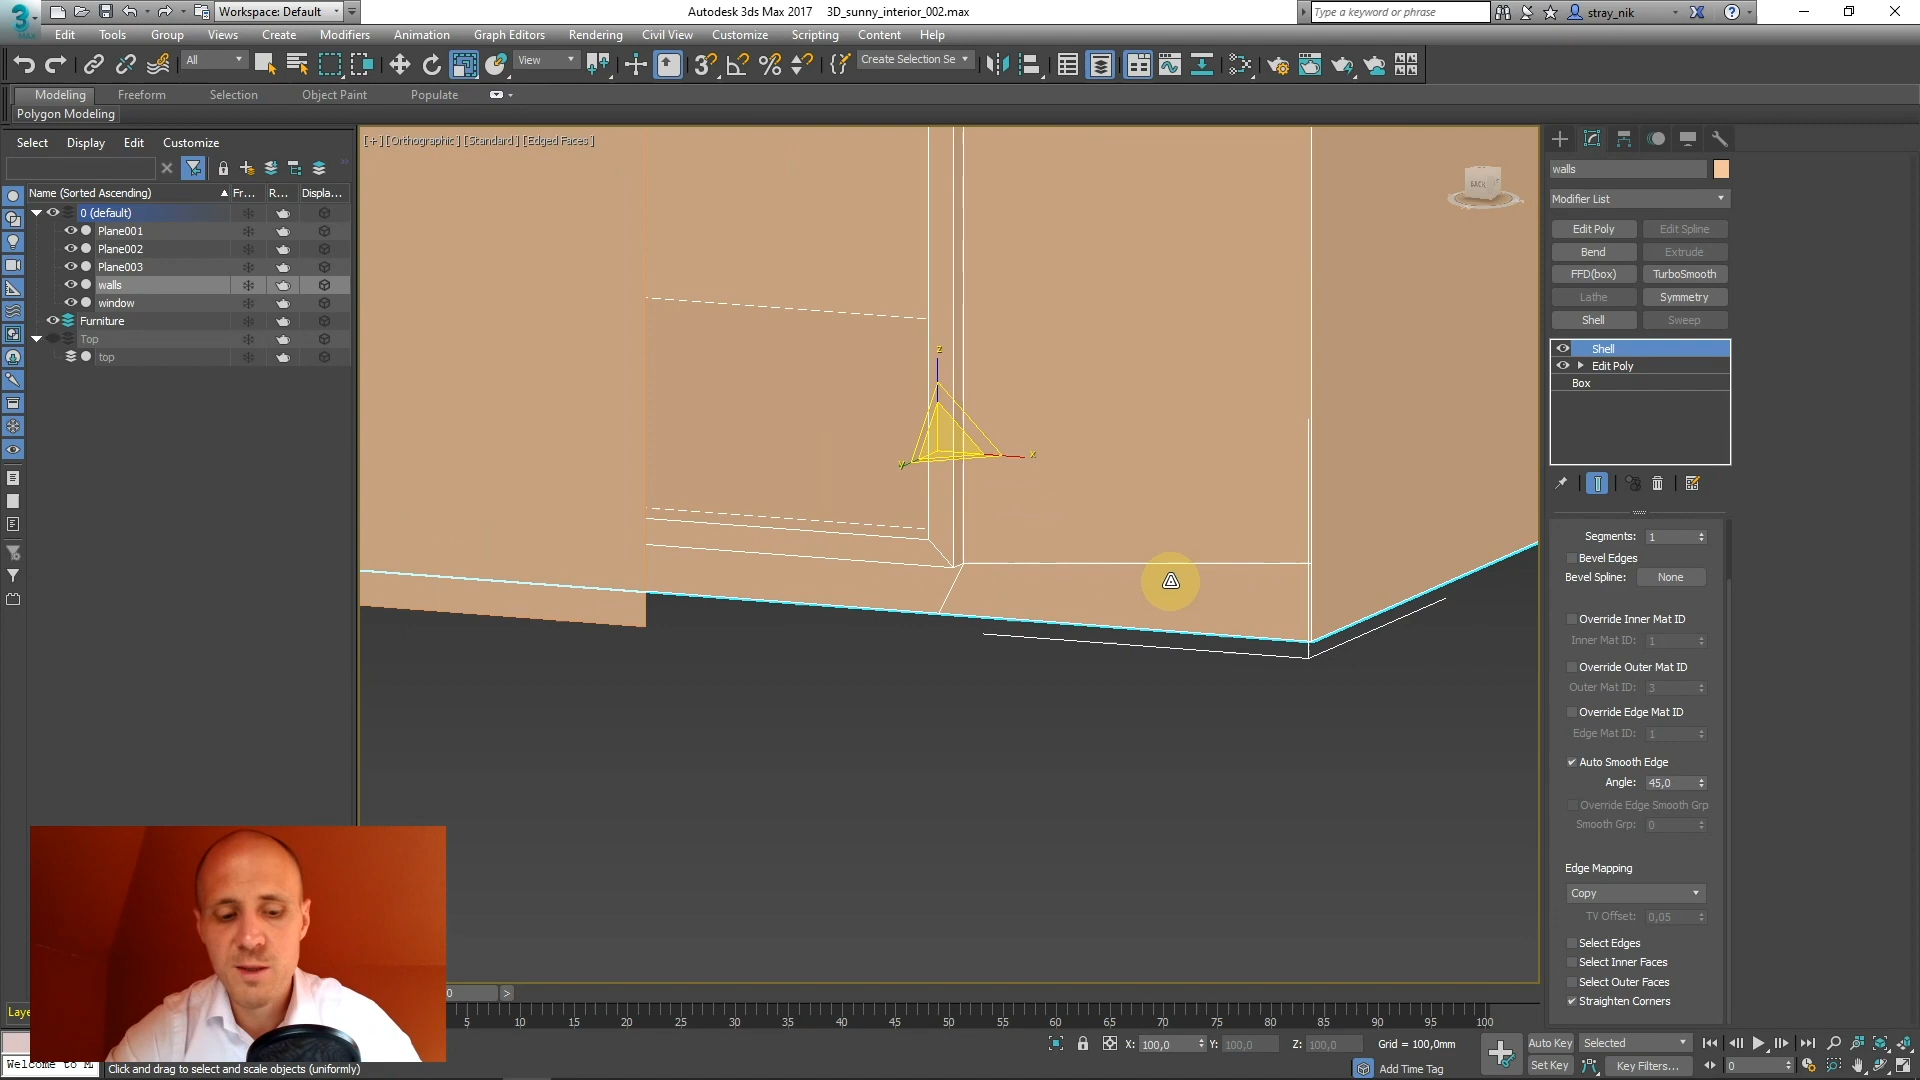 3
MAX
Workspace: Default
Autodesk 3ds Max 2017 3D_sunny_interior_002.max
Type a keyword or phrase
stray_nik
Edit Tools Group Views Create Modifiers Animation Graph Editors Rendering Civil View Customize Scripting Content Help
All
View
Create Selection Se
Modeling Freeform Selection Object Paint Populate
Polygon Modeling
Select Display Edit Customize
Name (Sorted Ascending) Fr... R... Displa...
0 (default)
Plane001
Plane002
Plane003
walls
window
Furniture
Top
top
[+] [Orthographic] [Standard] [Edged Faces]
BACK
z
x
y
walls
Modifier List
Edit Poly Edit Spline
Bend Extrude
FFD(box) TurboSmooth
Lathe Symmetry
Shell Sweep
Shell
Edit Poly
Box
Segments: 1
Bevel Edges
Bevel Spline: None
Override Inner Mat ID
Inner Mat ID: 1
Override Outer Mat ID
Outer Mat ID: 3
Override Edge Mat ID
Edge Mat ID: 1
Auto Smooth Edge
Angle: 45,0
Override Edge Smooth Grp
Smooth Grp: 0
Edge Mapping
Copy
TV Offset: 0,05
Select Edges
Select Inner Faces
Select Outer Faces
Straighten Corners
0 >
5 10 15 20 25 30 35 40 45 50 55 60 65 70 75 80 85 90 95 100
X: 100,0 Y: 100,0 Z: 100,0 Grid = 100,0mm
Auto Key Selected
Welcome to M
Click and drag to select and scale objects (uniformly)
Add Time Tag
Set Key Key Filters... 0